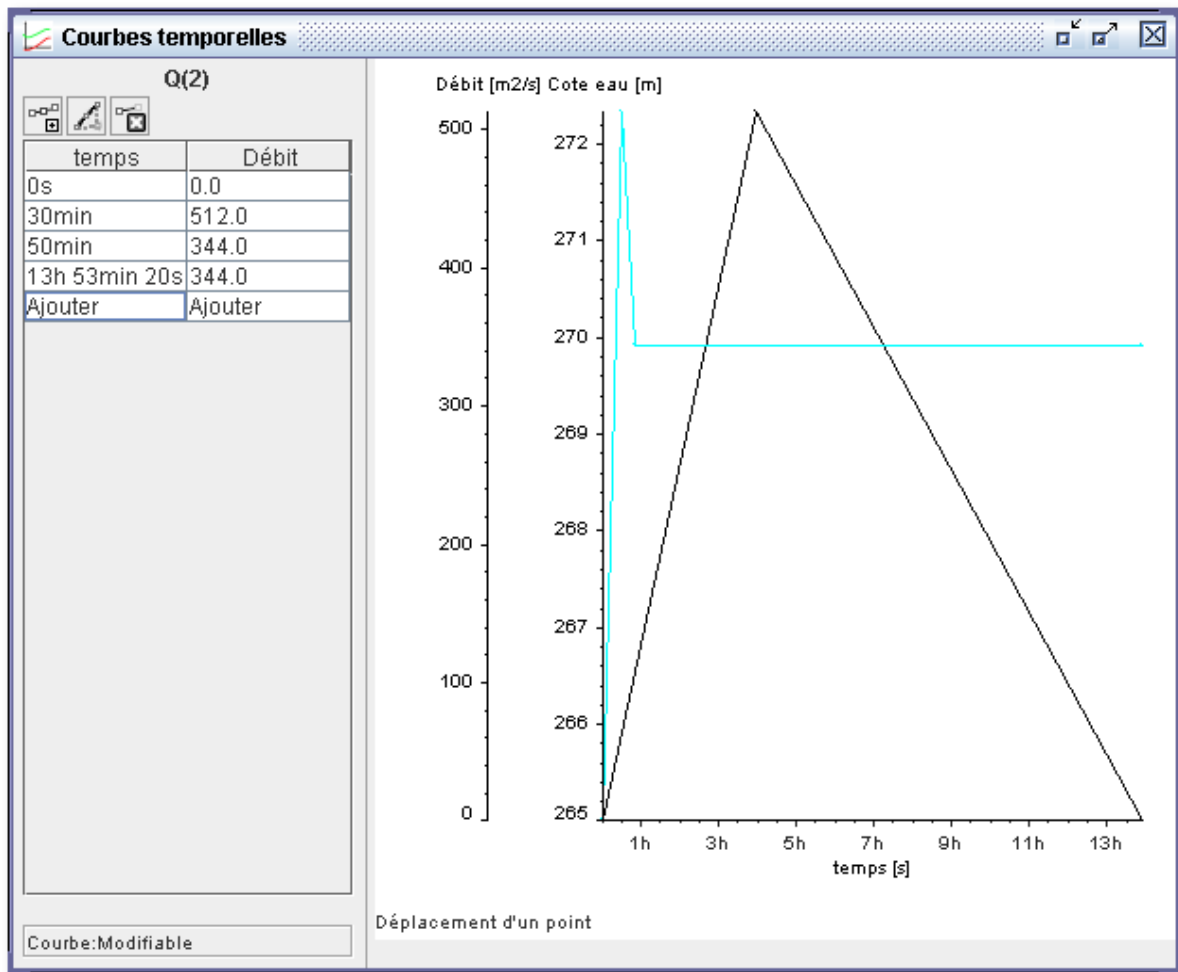 Courbes temporelles
Q(2)
temps Débit
0s 0.0
30min 512.0
50min 344.0
13h 53min 20s 344.0
Ajouter Ajouter
Courbe:Modifiable
Débit [m2/s] Cote eau [m]
500
400
300
200
100
0
272
271
270
269
268
267
266
265
1h 3h 5h 7h 9h 11h 13h
temps [s]
Déplacement d'un point